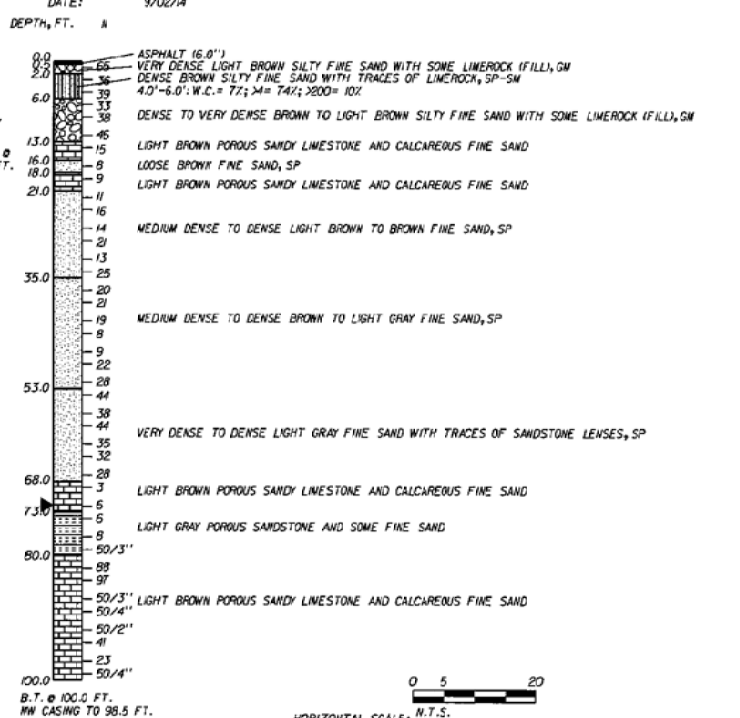 DATE: 9/02/14
DEPTH, FT. N
0.0
0.5
2.0
6.0
13.0
16.0
18.0
21.0
35.0
53.0
68.0
73.0
80.0
100.0
65
36
39
33
38
46
15
8
9
11
16
14
21
13
25
20
21
19
8
9
22
28
44
38
44
35
32
28
3
6
6
8
50/3"
88
97
50/3"
50/4"
50/2"
41
23
50/4"
ASPHALT (6.0")
VERY DENSE LIGHT BROWN SILTY FINE SAND WITH SOME LIMEROCK (FILL), GM
DENSE BROWN SILTY FINE SAND WITH TRACES OF LIMEROCK, SP-SM
4.0'-6.0': W.C.= 7%; >4= 74%; >200= 10%
DENSE TO VERY DENSE BROWN TO LIGHT BROWN SILTY FINE SAND WITH SOME LIMEROCK (FILL), GM
LIGHT BROWN POROUS SANDY LIMESTONE AND CALCAREOUS FINE SAND
LOOSE BROWN FINE SAND, SP
LIGHT BROWN POROUS SANDY LIMESTONE AND CALCAREOUS FINE SAND
MEDIUM DENSE TO DENSE LIGHT BROWN TO BROWN FINE SAND, SP
MEDIUM DENSE TO DENSE BROWN TO LIGHT GRAY FINE SAND, SP
VERY DENSE TO DENSE LIGHT GRAY FINE SAND WITH TRACES OF SANDSTONE LENSES, SP
LIGHT BROWN POROUS SANDY LIMESTONE AND CALCAREOUS FINE SAND
LIGHT GRAY POROUS SANDSTONE AND SOME FINE SAND
LIGHT BROWN POROUS SANDY LIMESTONE AND CALCAREOUS FINE SAND
@
FT.
B.T. @ 100.0 FT.
NW CASING TO 98.5 FT.
0 5 20
HORIZONTAL SCALE: N.T.S.